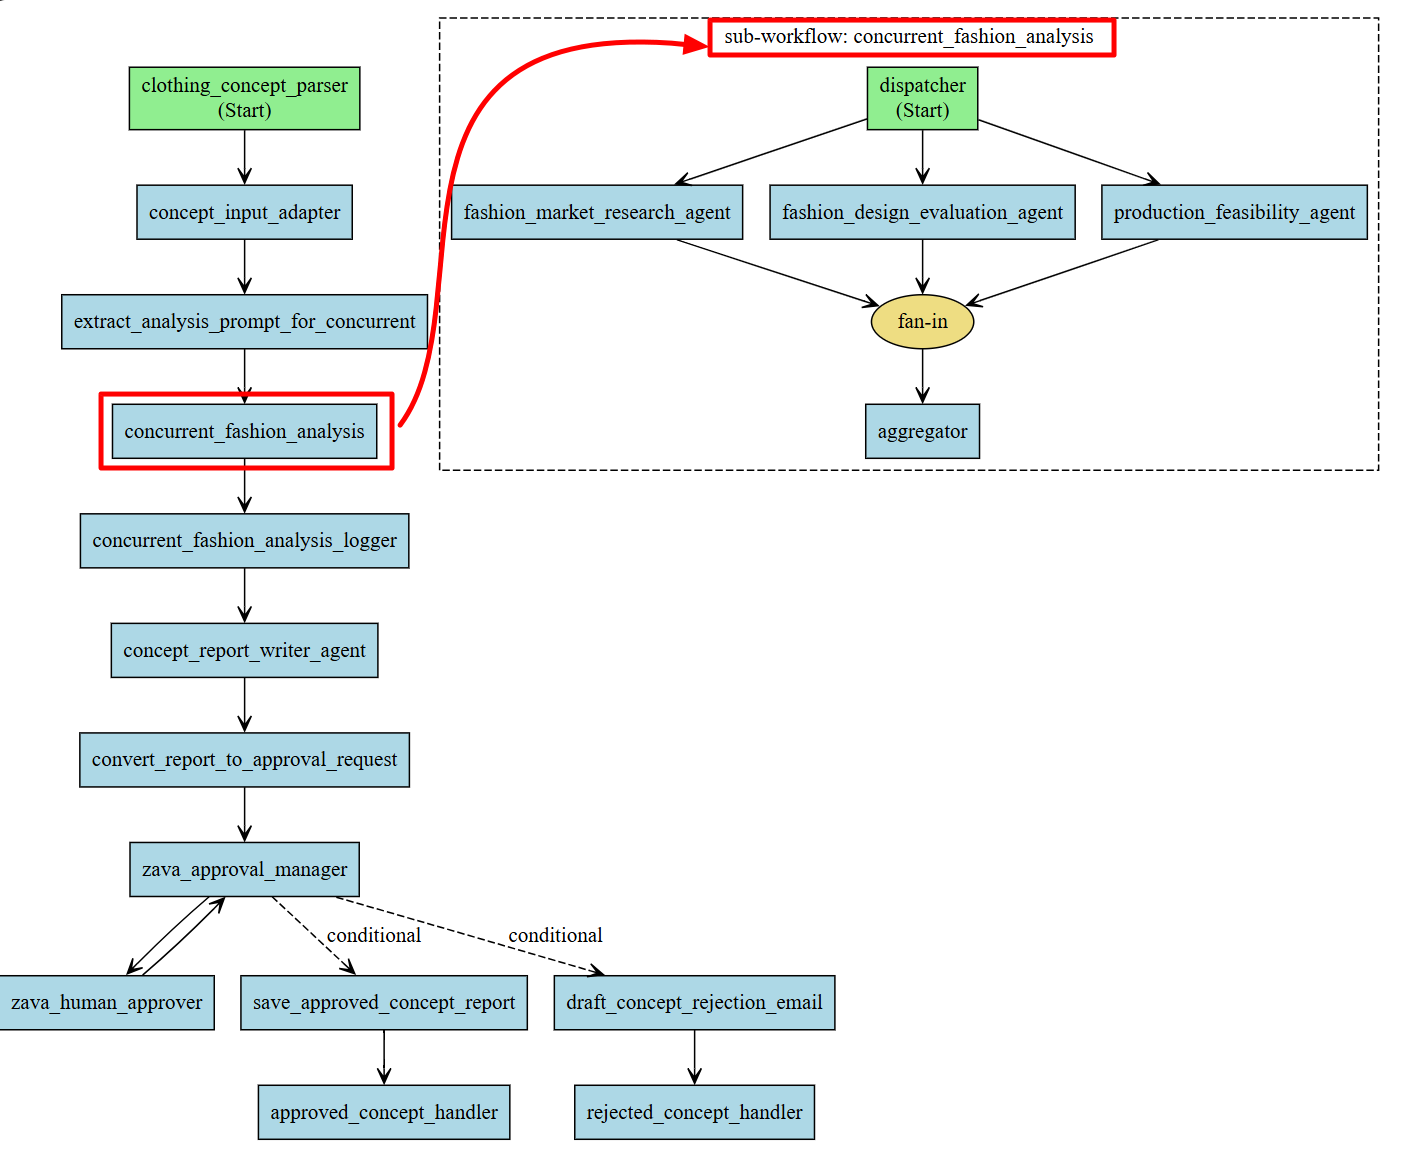 sub-workflow: concurrent_fashion_analysis
clothing_concept_parser
(Start)
dispatcher
(Start)
concept_input_adapter
fashion_market_research_agent
fashion_design_evaluation_agent
production_feasibility_agent
extract_analysis_prompt_for_concurrent
fan-in
concurrent_fashion_analysis
aggregator
concurrent_fashion_analysis_logger
concept_report_writer_agent
convert_report_to_approval_request
zava_approval_manager
conditional
conditional
zava_human_approver
save_approved_concept_report
draft_concept_rejection_email
approved_concept_handler
rejected_concept_handler